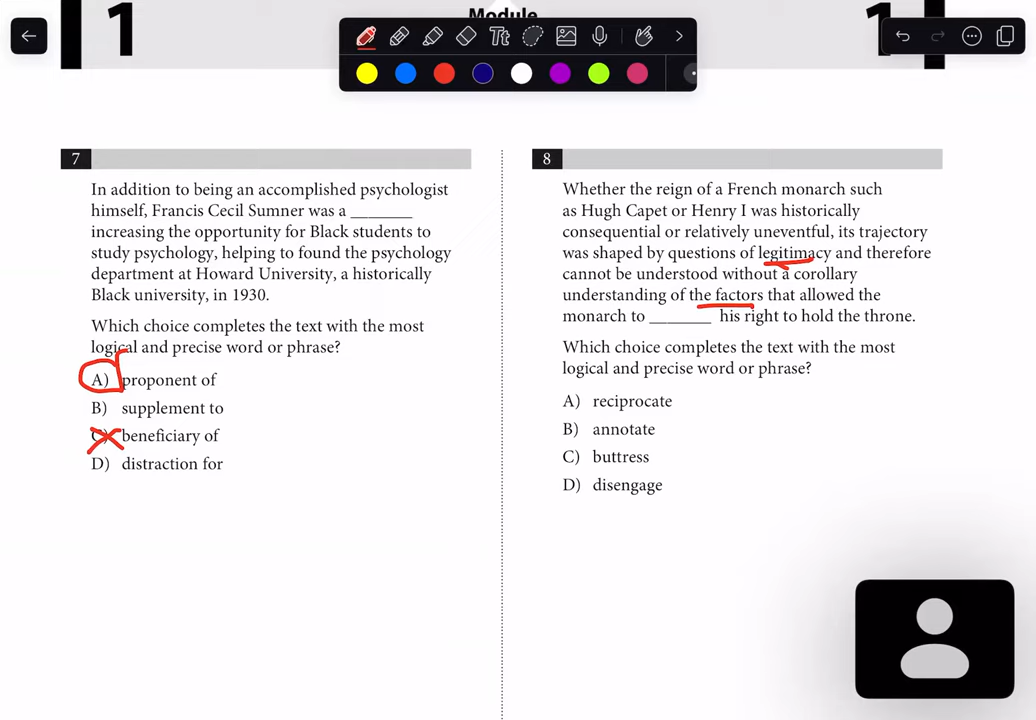 Module
1
1
Tt
7
In addition to being an accomplished psychologist
himself, Francis Cecil Sumner was a _______
increasing the opportunity for Black students to
study psychology, helping to found the psychology
department at Howard University, a historically
Black university, in 1930.
Which choice completes the text with the most
logical and precise word or phrase?
A) proponent of
B) supplement to
C) beneficiary of
D) distraction for
8
Whether the reign of a French monarch such
as Hugh Capet or Henry I was historically
consequential or relatively uneventful, its trajectory
was shaped by questions of legitimacy and therefore
cannot be understood without a corollary
understanding of the factors that allowed the
monarch to _______ his right to hold the throne.
Which choice completes the text with the most
logical and precise word or phrase?
A) reciprocate
B) annotate
C) buttress
D) disengage